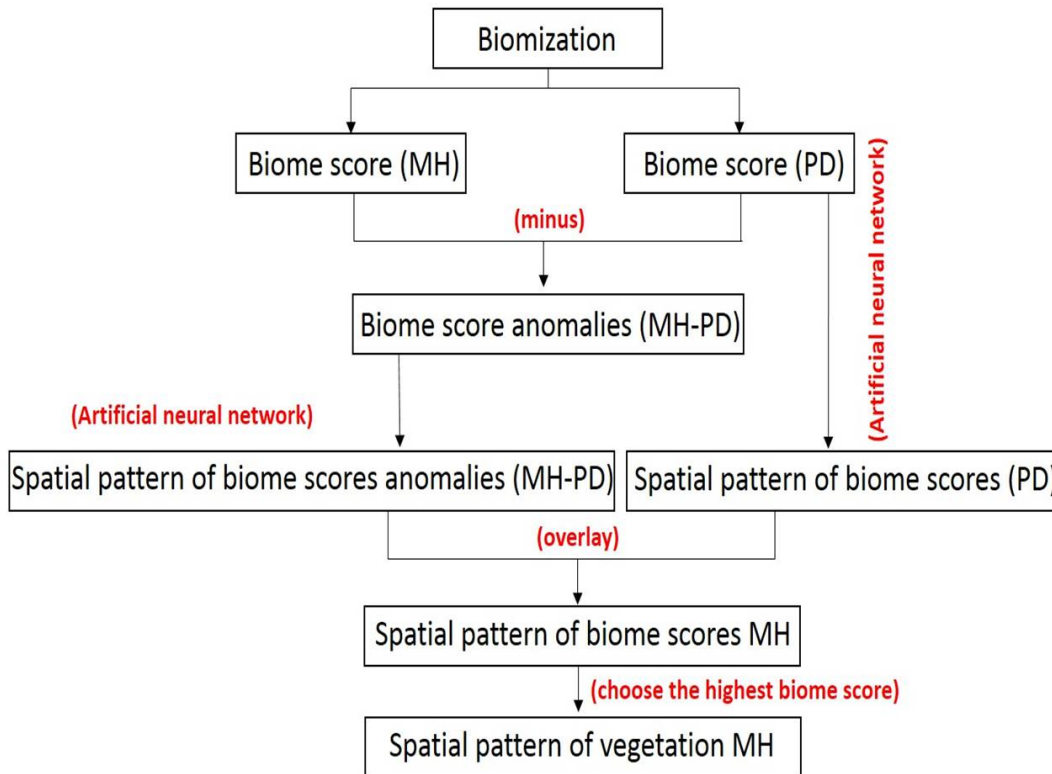 Biomization
Biome score (MH)
Biome score (PD)
(minus)
(Artificial neural network)
Biome score anomalies (MH-PD)
(Artificial neural network)
Spatial pattern of biome scores anomalies (MH-PD)
Spatial pattern of biome scores (PD)
(overlay)
Spatial pattern of biome scores MH
(choose the highest biome score)
Spatial pattern of vegetation MH